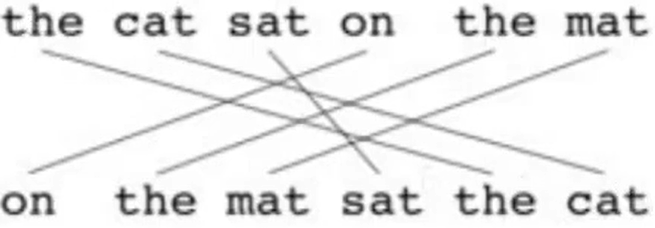 the cat sat on the mat
on the mat sat the cat